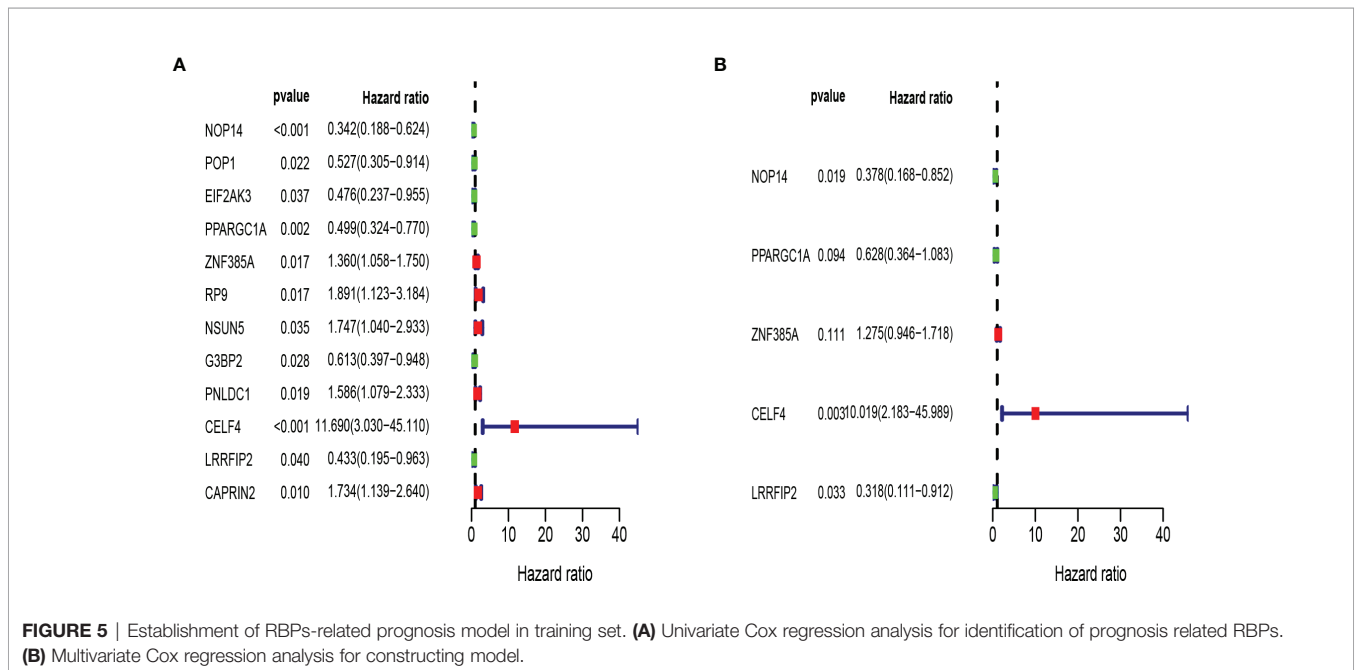 A
pvalue Hazard ratio
NOP14 <0.001 0.342(0.188−0.624)
POP1 0.022 0.527(0.305−0.914)
EIF2AK3 0.037 0.476(0.237−0.955)
PPARGC1A 0.002 0.499(0.324−0.770)
ZNF385A 0.017 1.360(1.058−1.750)
RP9 0.017 1.891(1.123−3.184)
NSUN5 0.035 1.747(1.040−2.933)
G3BP2 0.028 0.613(0.397−0.948)
PNLDC1 0.019 1.586(1.079−2.333)
CELF4 <0.001 11.690(3.030−45.110)
LRRFIP2 0.040 0.433(0.195−0.963)
CAPRIN2 0.010 1.734(1.139−2.640)
0 10 20 30 40
Hazard ratio
B
pvalue Hazard ratio
NOP14 0.019 0.378(0.168−0.852)
PPARGC1A 0.094 0.628(0.364−1.083)
ZNF385A 0.111 1.275(0.946−1.718)
CELF4 0.003 10.019(2.183−45.989)
LRRFIP2 0.033 0.318(0.111−0.912)
0 10 20 30 40
Hazard ratio
FIGURE 5 | Establishment of RBPs-related prognosis model in training set. (A) Univariate Cox regression analysis for identification of prognosis related RBPs.
(B) Multivariate Cox regression analysis for constructing model.